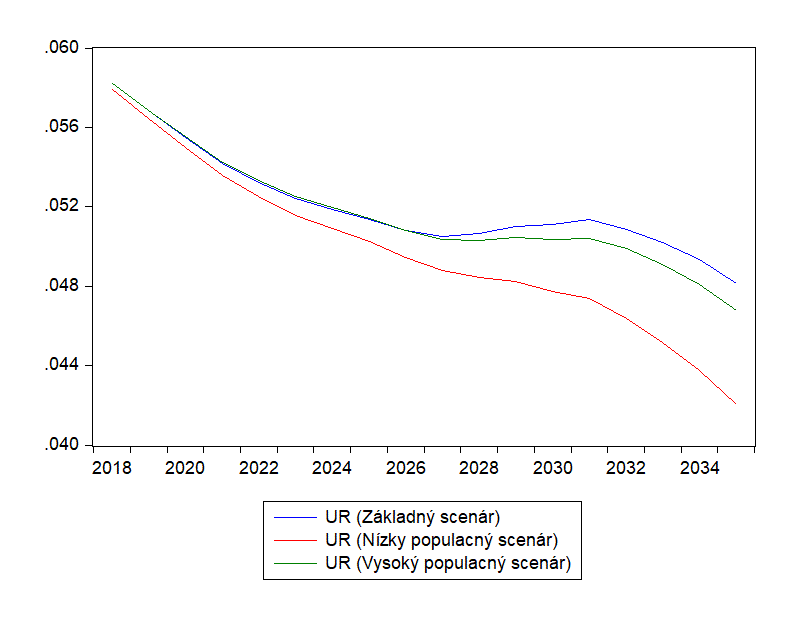 .060
.056
.052
.048
.044
.040
2018 2020 2022 2024 2026 2028 2030 2032 2034
UR (Základný scenár)
UR (Nízky populacný scenár)
UR (Vysoký populacný scenár)